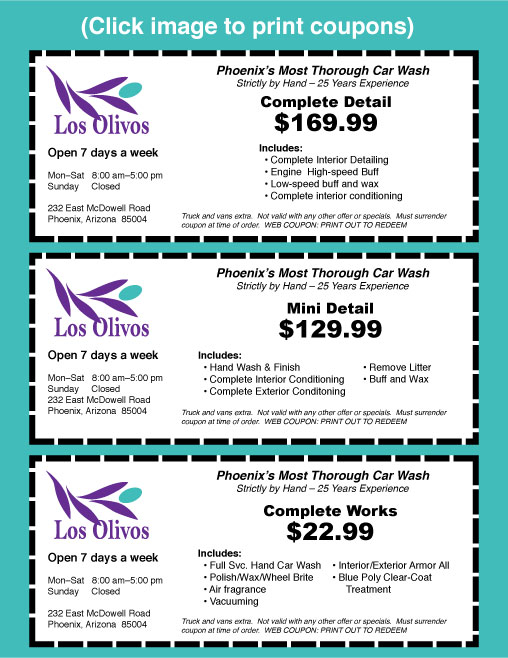 (Click image to print coupons)
Los Olivos
Open 7 days a week
Mon–Sat 8:00 am–5:00 pm
Sunday Closed
232 East McDowell Road
Phoenix, Arizona 85004
Phoenix's Most Thorough Car Wash
Strictly by Hand – 25 Years Experience
Complete Detail
$169.99
Includes:
• Complete Interior Detailing
• Engine High-speed Buff
• Low-speed buff and wax
• Complete interior conditioning
Truck and vans extra. Not valid with any other offer or specials. Must surrender
coupon at time of order. WEB COUPON: PRINT OUT TO REDEEM
Los Olivos
Open 7 days a week
Mon–Sat 8:00 am–5:00 pm
Sunday Closed
232 East McDowell Road
Phoenix, Arizona 85004
Phoenix's Most Thorough Car Wash
Strictly by Hand – 25 Years Experience
Mini Detail
$129.99
Includes:
• Hand Wash & Finish
• Complete Interior Conditioning
• Complete Exterior Conditoning
• Remove Litter
• Buff and Wax
Truck and vans extra. Not valid with any other offer or specials. Must surrender
coupon at time of order. WEB COUPON: PRINT OUT TO REDEEM
Los Olivos
Open 7 days a week
Mon–Sat 8:00 am–5:00 pm
Sunday Closed
232 East McDowell Road
Phoenix, Arizona 85004
Phoenix's Most Thorough Car Wash
Strictly by Hand – 25 Years Experience
Complete Works
$22.99
Includes:
• Full Svc. Hand Car Wash
• Polish/Wax/Wheel Brite
• Air fragrance
• Vacuuming
• Interior/Exterior Armor All
• Blue Poly Clear-Coat
Treatment
Truck and vans extra. Not valid with any other offer or specials. Must surrender
coupon at time of order. WEB COUPON: PRINT OUT TO REDEEM